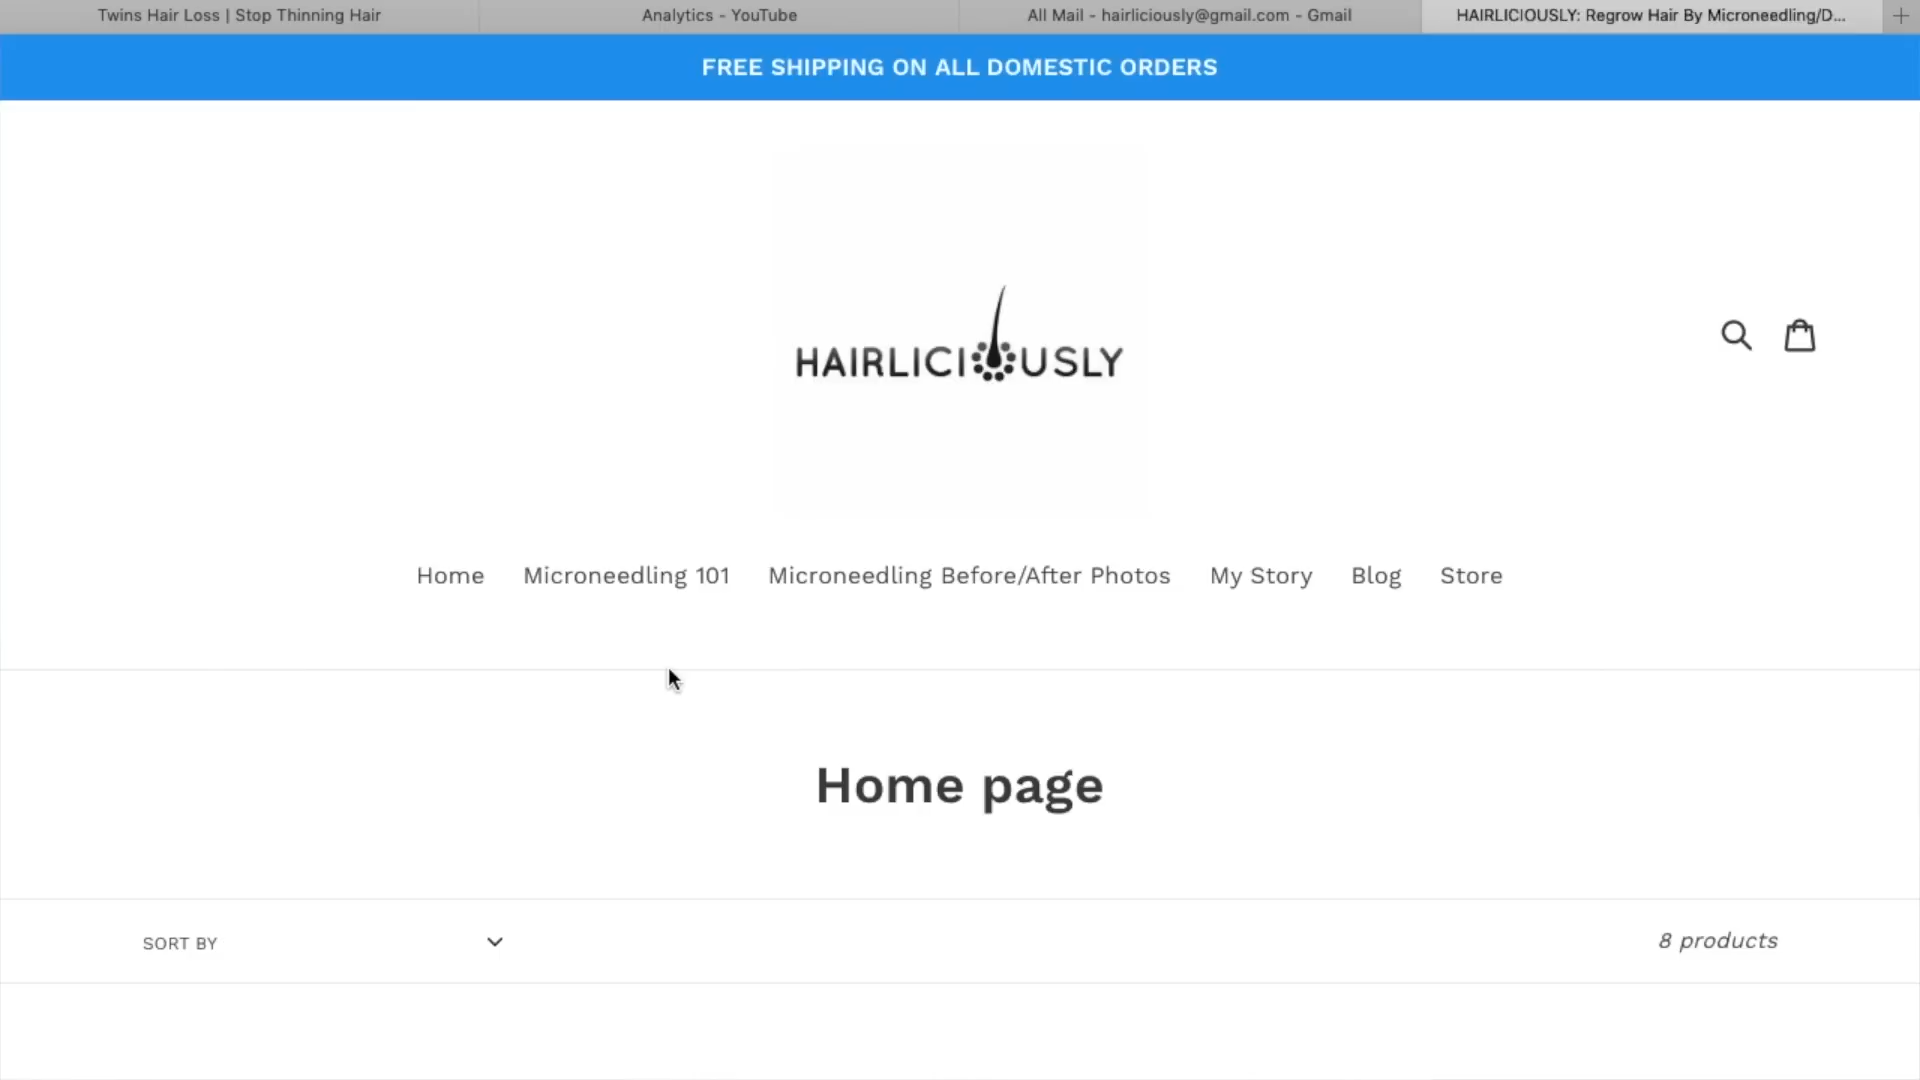 Twins Hair Loss | Stop Thinning Hair
Analytics - YouTube
All Mail - hairliciously@gmail.com - Gmail
HAIRLICIOUSLY: Regrow Hair By Microneedling/D...
FREE SHIPPING ON ALL DOMESTIC ORDERS
HAIRLICIOUSLY
Home
Microneedling 101
Microneedling Before/After Photos
My Story
Blog
Store
Home page
SORT BY
8 products